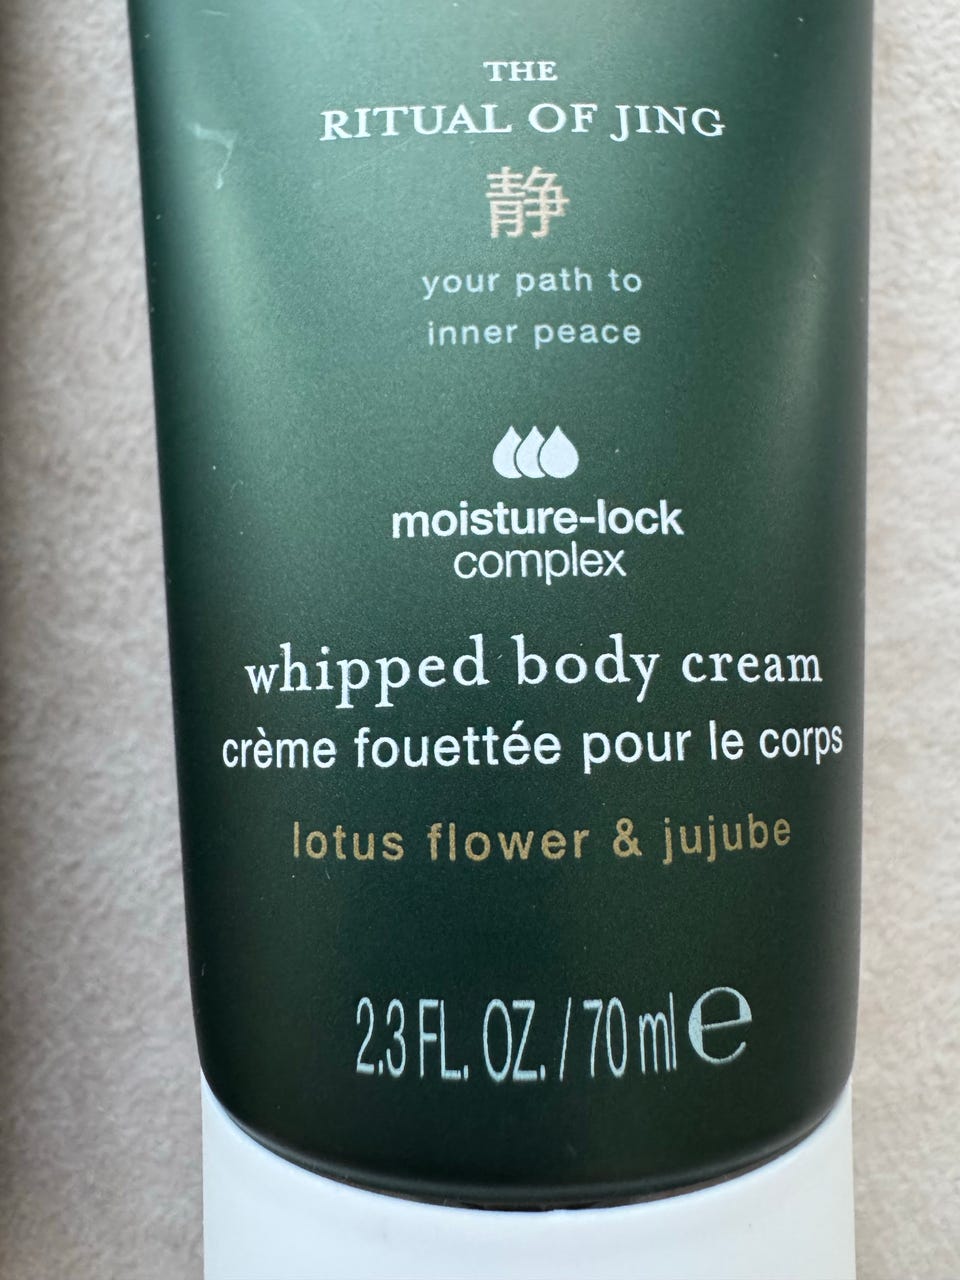 THE
RITUAL OF JING
静
your path to
inner peace
moisture-lock
complex
whipped body cream
crème fouettée pour le corps
lotus flower & jujube
2.3 FL. OZ. / 70 ml ℮